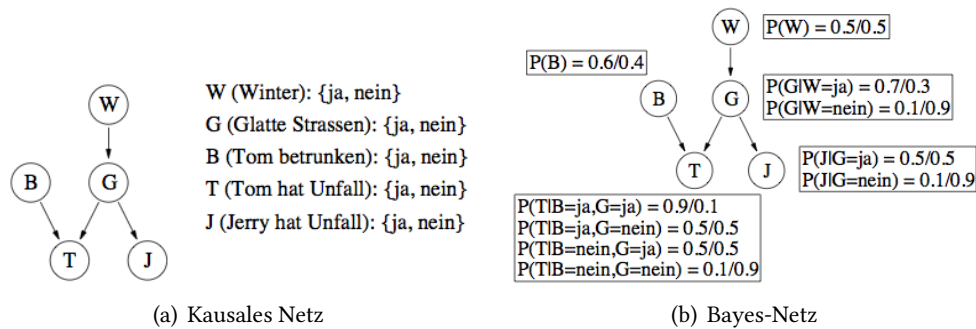 W
G
B
T
J
W (Winter): {ja, nein}
G (Glatte Strassen): {ja, nein}
B (Tom betrunken): {ja, nein}
T (Tom hat Unfall): {ja, nein}
J (Jerry hat Unfall): {ja, nein}
(a) Kausales Netz
W
P(W) = 0.5/0.5
P(B) = 0.6/0.4
B
G
P(G|W=ja) = 0.7/0.3
P(G|W=nein) = 0.1/0.9
T
J
P(J|G=ja) = 0.5/0.5
P(J|G=nein) = 0.1/0.9
P(T|B=ja,G=ja) = 0.9/0.1
P(T|B=ja,G=nein) = 0.5/0.5
P(T|B=nein,G=ja) = 0.5/0.5
P(T|B=nein,G=nein) = 0.1/0.9
(b) Bayes-Netz